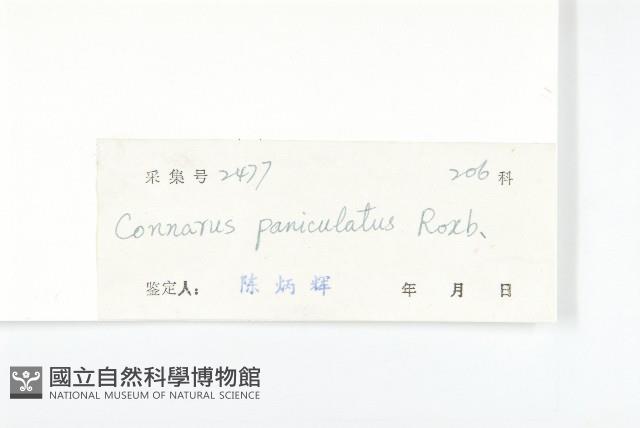 采集号 2477 206 科
Connarus paniculatus Roxb.
鉴定人: 陈炳辉 年 月 日
國立自然科學博物館
NATIONAL MUSEUM OF NATURAL SCIENCE